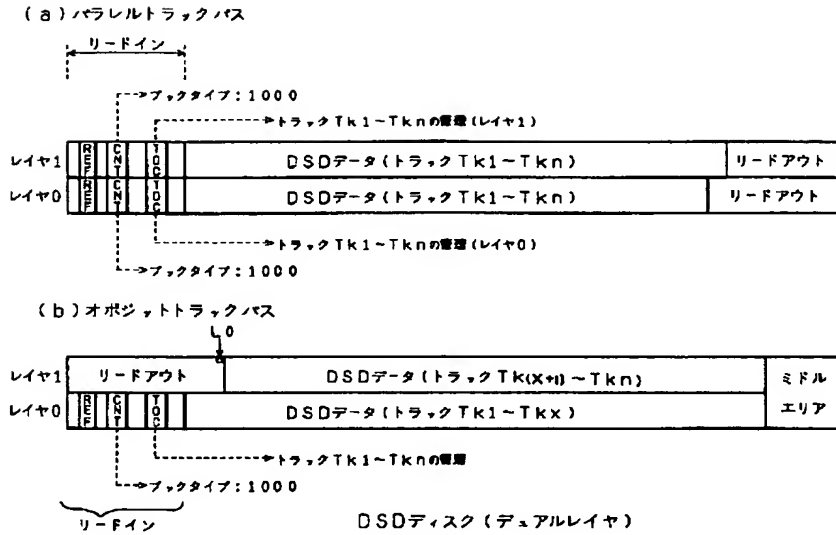 (a)パラレルトラックパス
リードイン
ブックタイプ:1000
トラックTk1~Tknの管理(レイヤ1)
レイヤ1 REF CNT TOC DSDデータ(トラックTk1~Tkn) リードアウト
レイヤ0 REF CNT TOC DSDデータ(トラックTk1~Tkn) リードアウト
トラックTk1~Tknの管理(レイヤ0)
ブックタイプ:1000
(b)オポジットトラックパス
LO
レイヤ1 リードアウト DSDデータ(トラックTk(X+1)~Tkn) ミドル
レイヤ0 REF CNT TOC DSDデータ(トラックTk1~Tkx) エリア
トラックTk1~Tknの管理
ブックタイプ:1000
リードイン
DSDディスク(デュアルレイヤ)